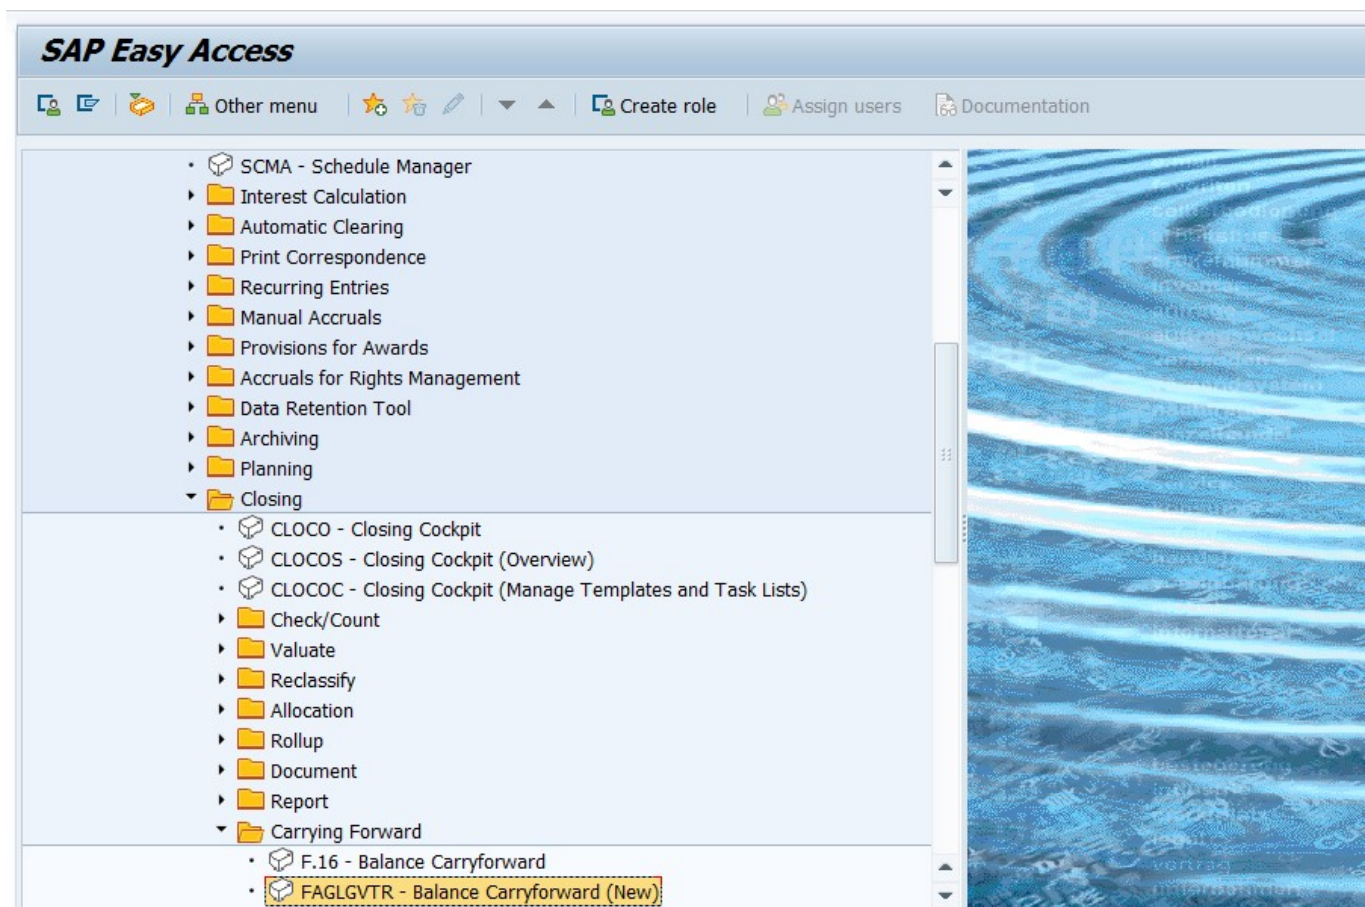 SAP Easy Access
Other menu Create role Assign users Documentation
SCMA - Schedule Manager
Interest Calculation
Automatic Clearing
Print Correspondence
Recurring Entries
Manual Accruals
Provisions for Awards
Accruals for Rights Management
Data Retention Tool
Archiving
Planning
Closing
CLOCO - Closing Cockpit
CLOCOS - Closing Cockpit (Overview)
CLOCOC - Closing Cockpit (Manage Templates and Task Lists)
Check/Count
Valuate
Reclassify
Allocation
Rollup
Document
Report
Carrying Forward
F.16 - Balance Carryforward
FAGLGVTR - Balance Carryforward (New)